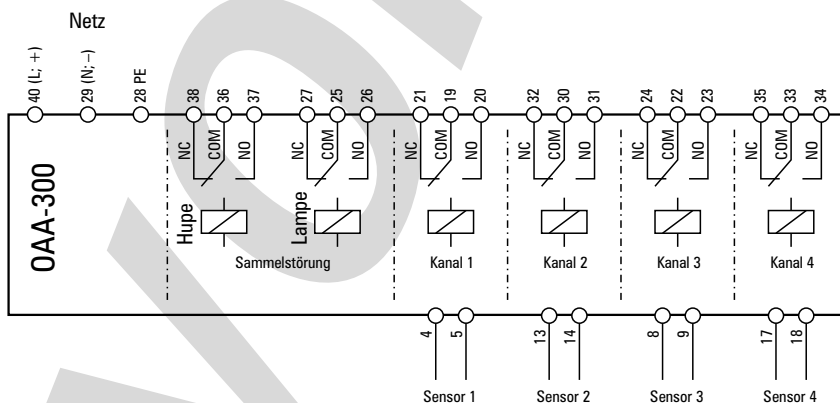 Netz
40 (L; +)
29 (N; –)
28 PE
38
36
37
27
25
26
21
19
20
32
30
31
24
22
23
35
33
34
NC
COM
NO
NC
COM
NO
NC
COM
NO
NC
COM
NO
NC
COM
NO
NC
COM
NO
OAA-300
Hupe
Lampe
Sammelstörung
Kanal 1
Kanal 2
Kanal 3
Kanal 4
4
5
13
14
8
9
17
18
Sensor 1
Sensor 2
Sensor 3
Sensor 4